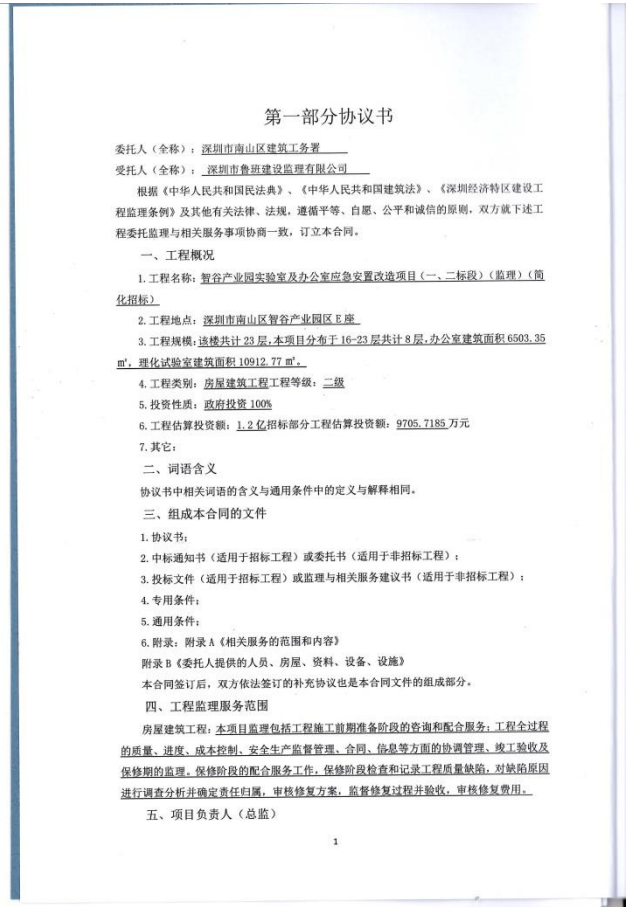 第一部分协议书
委托人（全称）：深圳市南山区建筑工务署
受托人（全称）：深圳市鲁班建设监理有限公司
根据《中华人民共和国民法典》、《中华人民共和国建筑法》、《深圳经济特区建设工
程监理条例》及其他有关法律、法规，遵循平等、自愿、公平和诚信的原则，双方就下述工
程委托监理与相关服务事项协商一致，订立本合同。
一、工程概况
1.工程名称：智谷产业园实验室及办公室应急安置改造项目（一、二标段）（监理）（简
化招标）
2.工程地点：深圳市南山区智谷产业园区E座
3.工程规模：该楼共计23层，本项目分布于16-23层共计8层，办公室建筑面积6503.35
㎡，理化试验室建筑面积10912.77㎡。
4.工程类别：房屋建筑工程工程等级：二级
5.投资性质：政府投资100%
6.工程估算投资额：1.2亿招标部分工程估算投资额：9705.7185万元
7.其它：
二、词语含义
协议书中相关词语的含义与通用条件中的定义与解释相同。
三、组成本合同的文件
1.协议书；
2.中标通知书（适用于招标工程）或委托书（适用于非招标工程）；
3.投标文件（适用于招标工程）或监理与相关服务建议书（适用于非招标工程）；
4.专用条件；
5.通用条件；
6.附录：附录A《相关服务的范围和内容》
附录B《委托人提供的人员、房屋、资料、设备、设施》
本合同签订后，双方依法签订的补充协议也是本合同文件的组成部分。
四、工程监理服务范围
房屋建筑工程：本项目监理包括工程施工前期准备阶段的咨询和配合服务；工程全过程
的质量、进度、成本控制、安全生产监督管理、合同、信息等方面的协调管理、竣工验收及
保修期的监理。保修阶段的配合服务工作，保修阶段检查和记录工程质量缺陷，对缺陷原因
进行调查分析并确定责任归属，审核修复方案，监督修复过程并验收，审核修复费用。
五、项目负责人（总监）
1